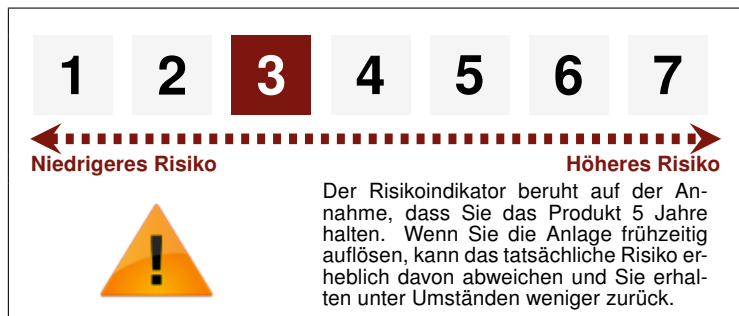 1 2 3 4 5 6 7
Niedrigeres Risiko Höheres Risiko
Der Risikoindikator beruht auf der An-
nahme, dass Sie das Produkt 5 Jahre
halten. Wenn Sie die Anlage frühzeitig
auflösen, kann das tatsächliche Risiko er-
heblich davon abweichen und Sie erhal-
ten unter Umständen weniger zurück.